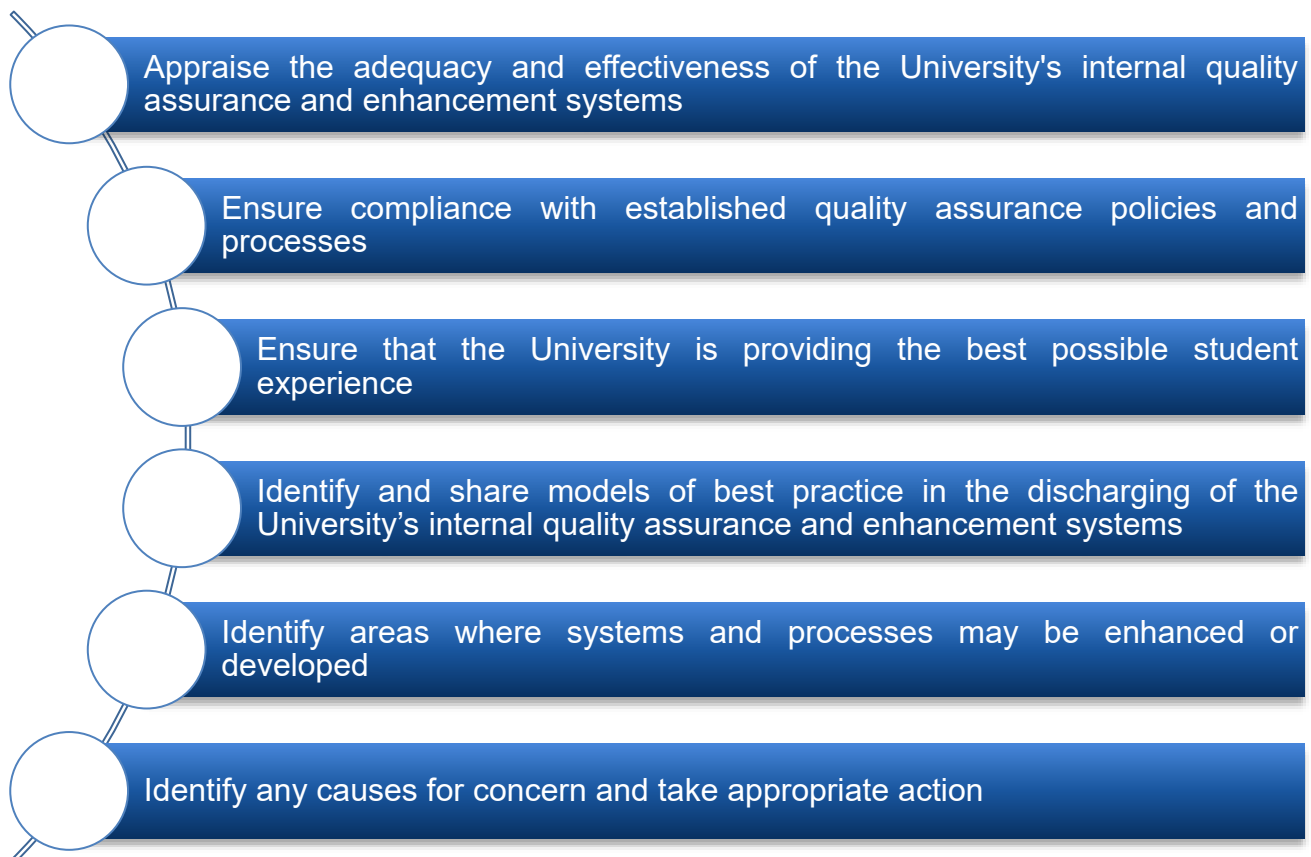 Appraise the adequacy and effectiveness of the University's internal quality
assurance and enhancement systems
Ensure compliance with established quality assurance policies and
processes
Ensure that the University is providing the best possible student
experience
Identify and share models of best practice in the discharging of the
University’s internal quality assurance and enhancement systems
Identify areas where systems and processes may be enhanced or
developed
Identify any causes for concern and take appropriate action